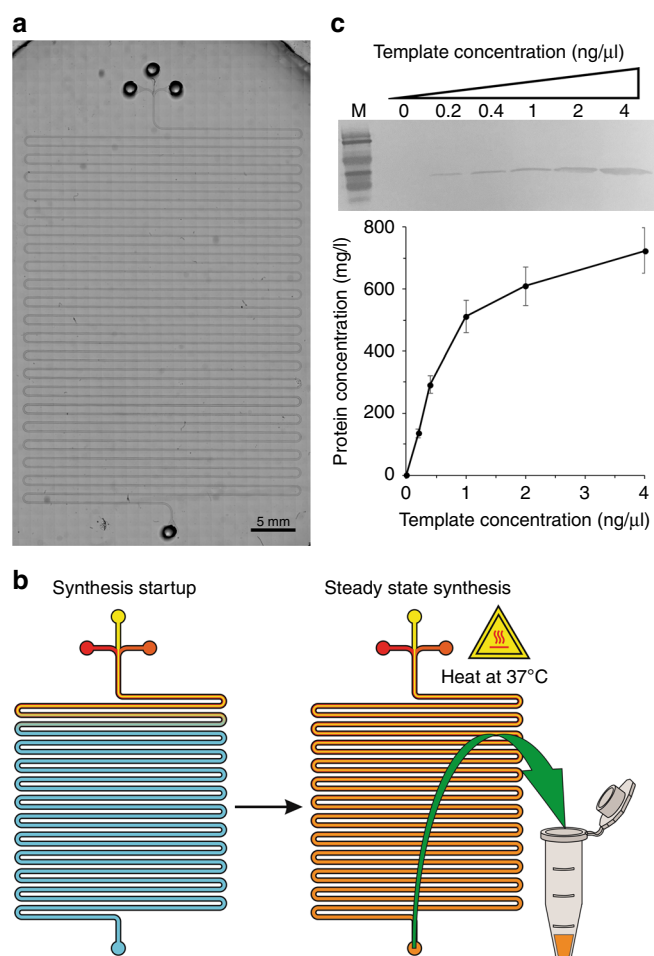 a
5 mm
b
Synthesis startup
Steady state synthesis
Heat at 37°C
c
Template concentration (ng/μl)
M 0 0.2 0.4 1 2 4
Protein concentration (mg/l)
800
600
400
200
0
0 1 2 3 4
Template concentration (ng/μl)